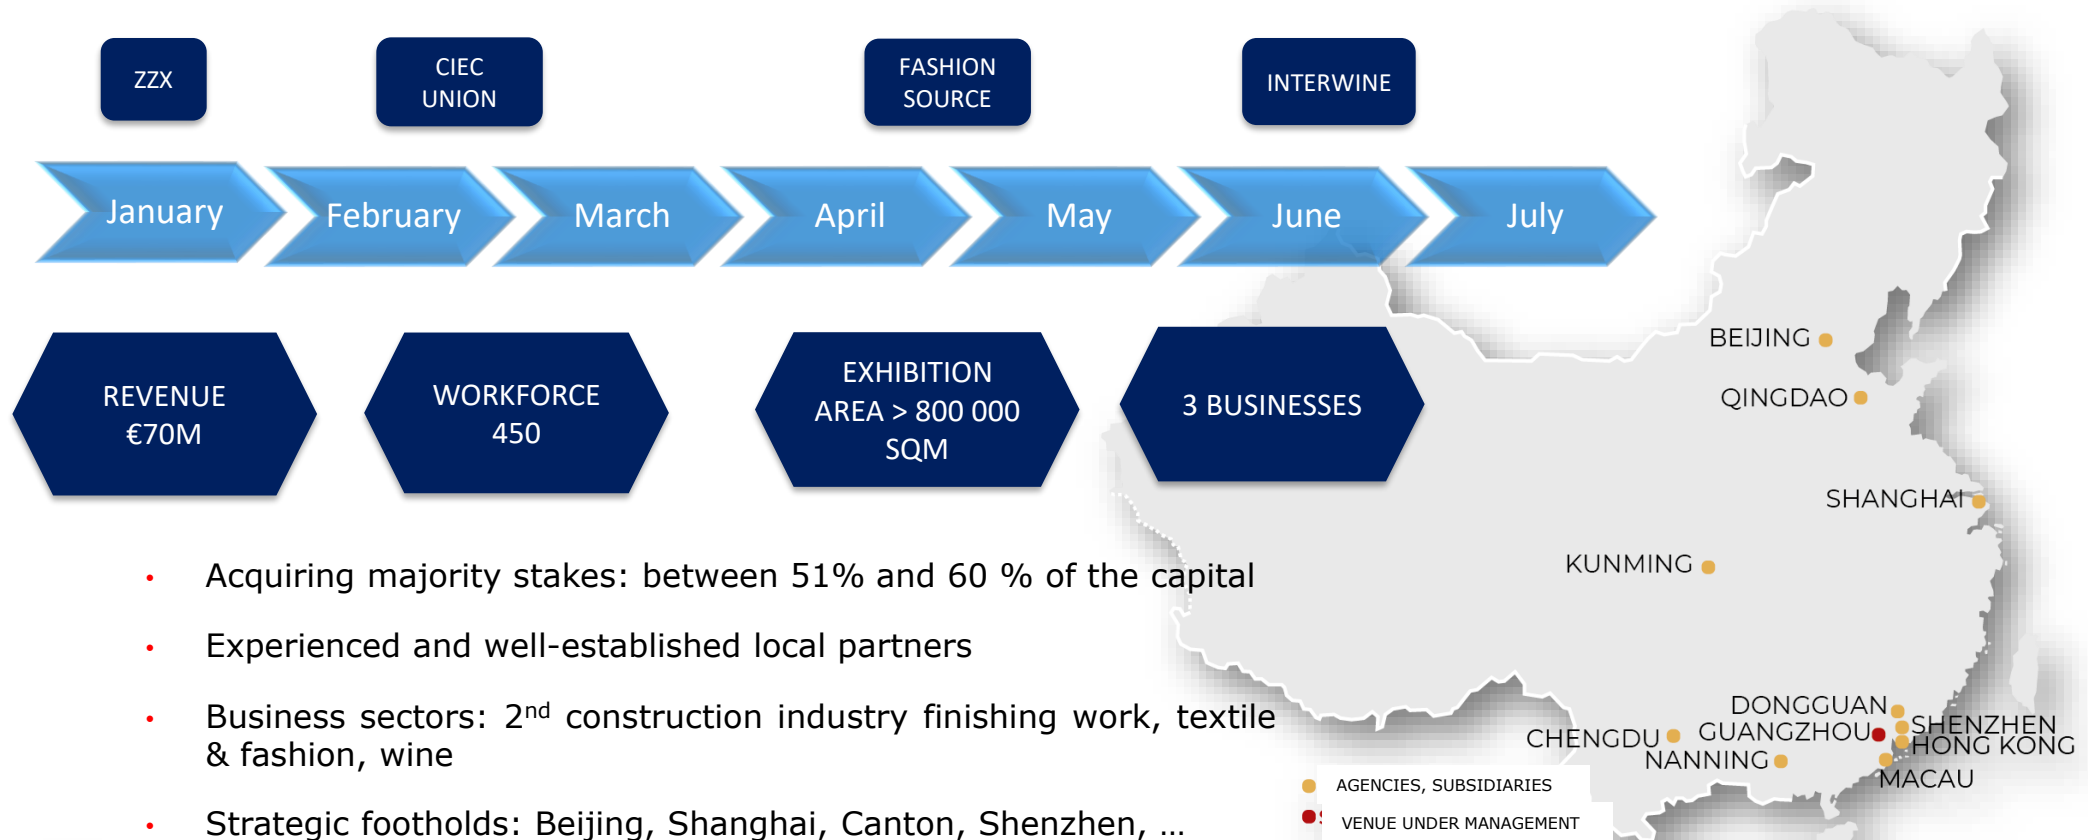 ZZX
CIEC
UNION
FASHION
SOURCE
INTERWINE
January
February
March
April
May
June
July
REVENUE
€70M
WORKFORCE
450
EXHIBITION
AREA > 800 000
SQM
3 BUSINESSES
• Acquiring majority stakes: between 51% and 60 % of the capital
• Experienced and well-established local partners
• Business sectors: 2nd construction industry finishing work, textile
& fashion, wine
• Strategic footholds: Beijing, Shanghai, Canton, Shenzhen, …
BEIJING
QINGDAO
SHANGHAI
KUNMING
DONGGUAN
SHENZHEN
GUANGZHOU
HONG KONG
CHENGDU
NANNING
MACAU
AGENCIES, SUBSIDIARIES
VENUE UNDER MANAGEMENT